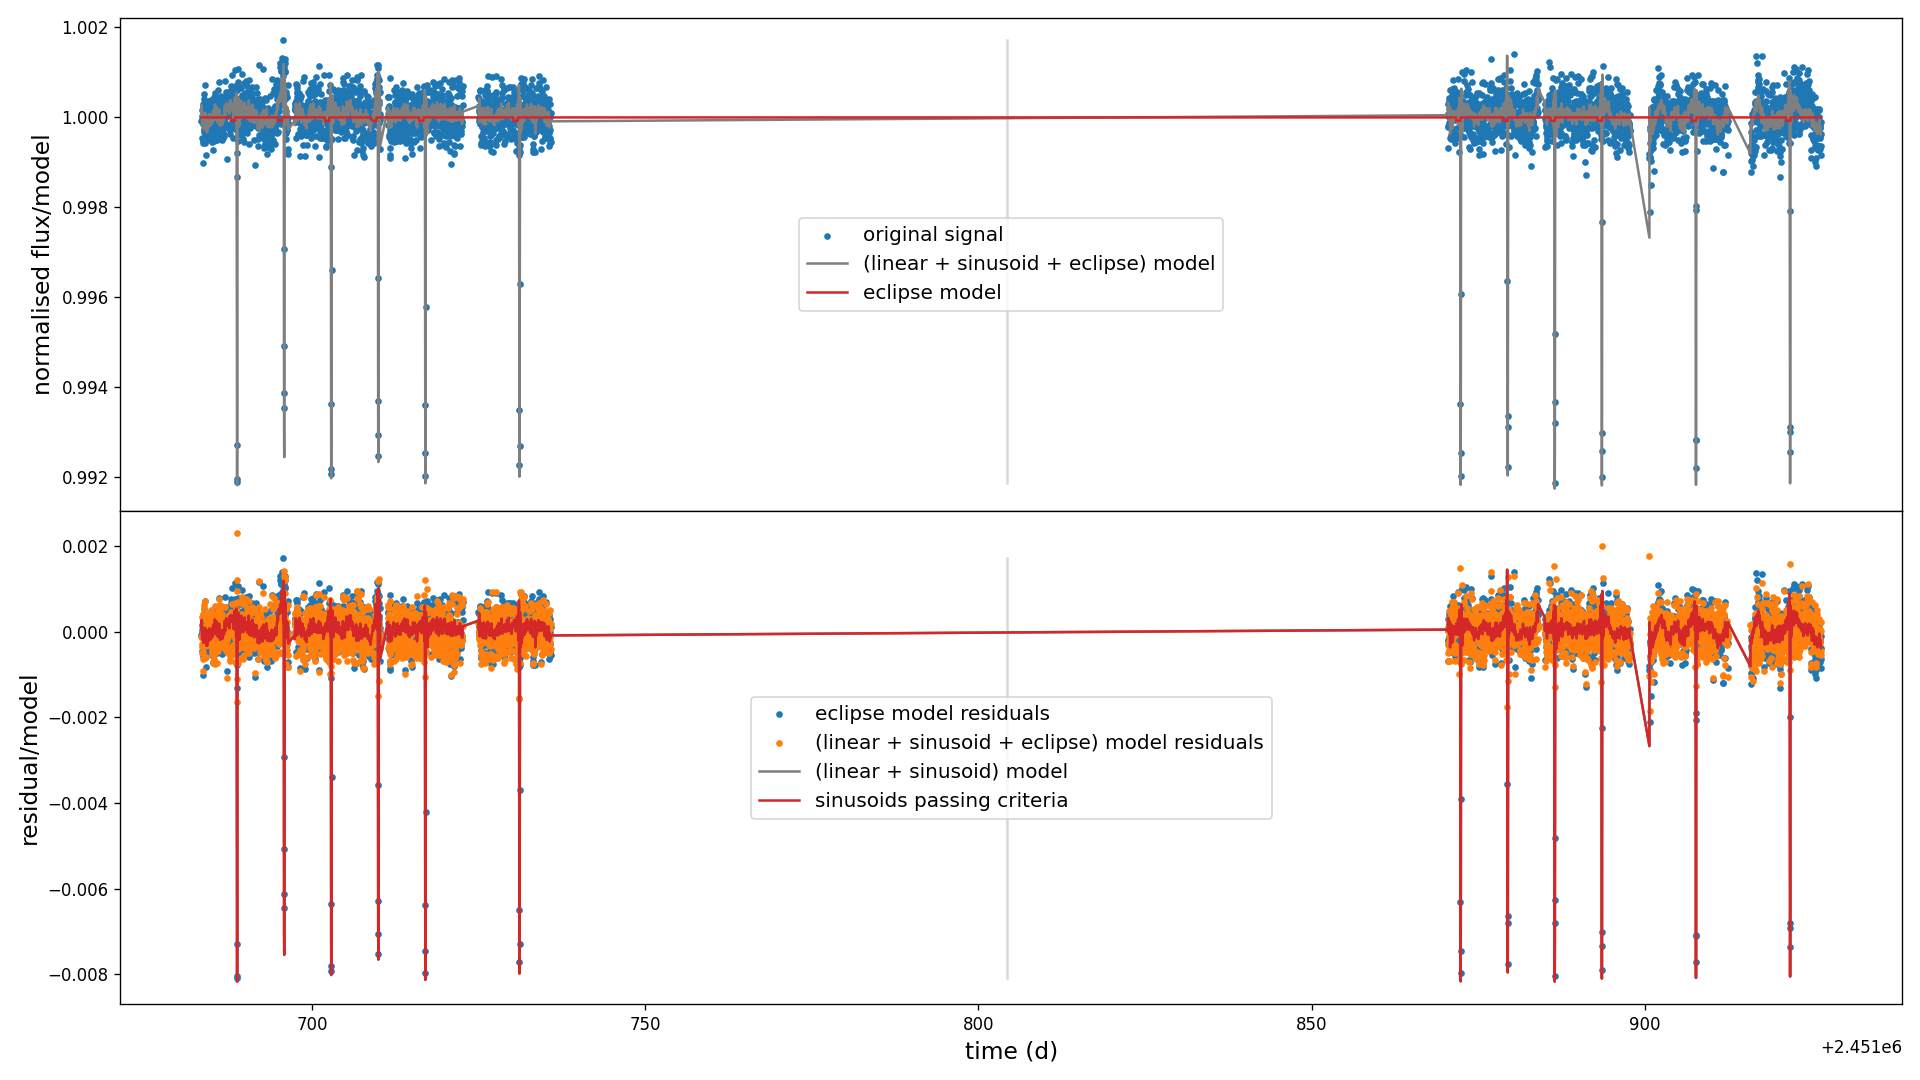 1.002
1.000
0.998
0.996
0.994
0.992
normalised flux/model
original signal
(linear + sinusoid + eclipse) model
eclipse model
0.002
0.000
−0.002
−0.004
−0.006
−0.008
residual/model
eclipse model residuals
(linear + sinusoid + eclipse) model residuals
(linear + sinusoid) model
sinusoids passing criteria
700
750
800
850
900
time (d)
+2.451e6